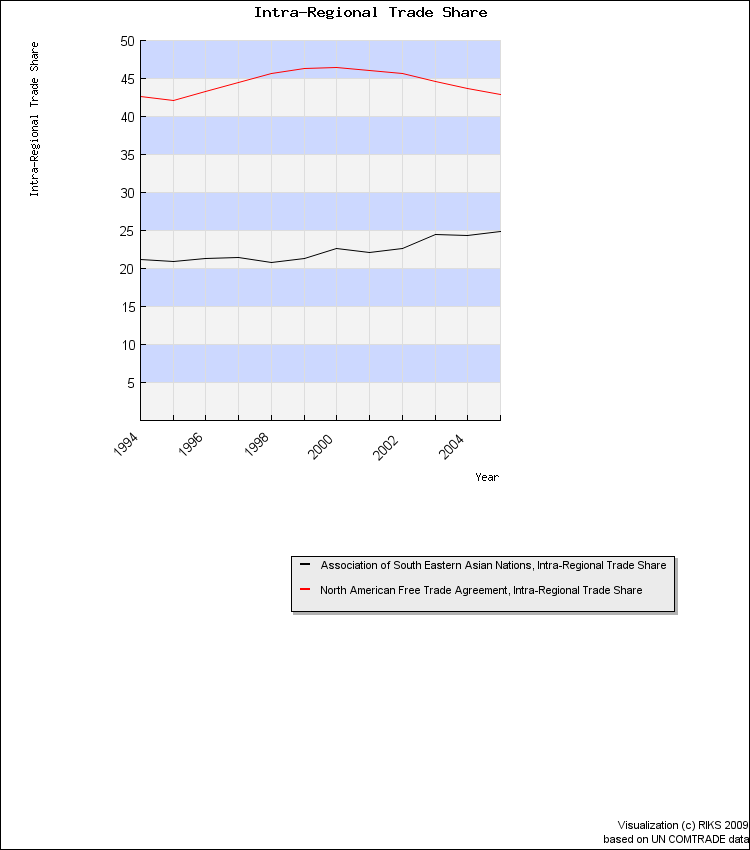 Intra-Regional Trade Share
Intra-Regional Trade Share
50
45
40
35
30
25
20
15
10
5
1994
1996
1998
2000
2002
2004
Year
Association of South Eastern Asian Nations, Intra-Regional Trade Share
North American Free Trade Agreement, Intra-Regional Trade Share
Visualization (c) RIKS 2009
based on UN COMTRADE data